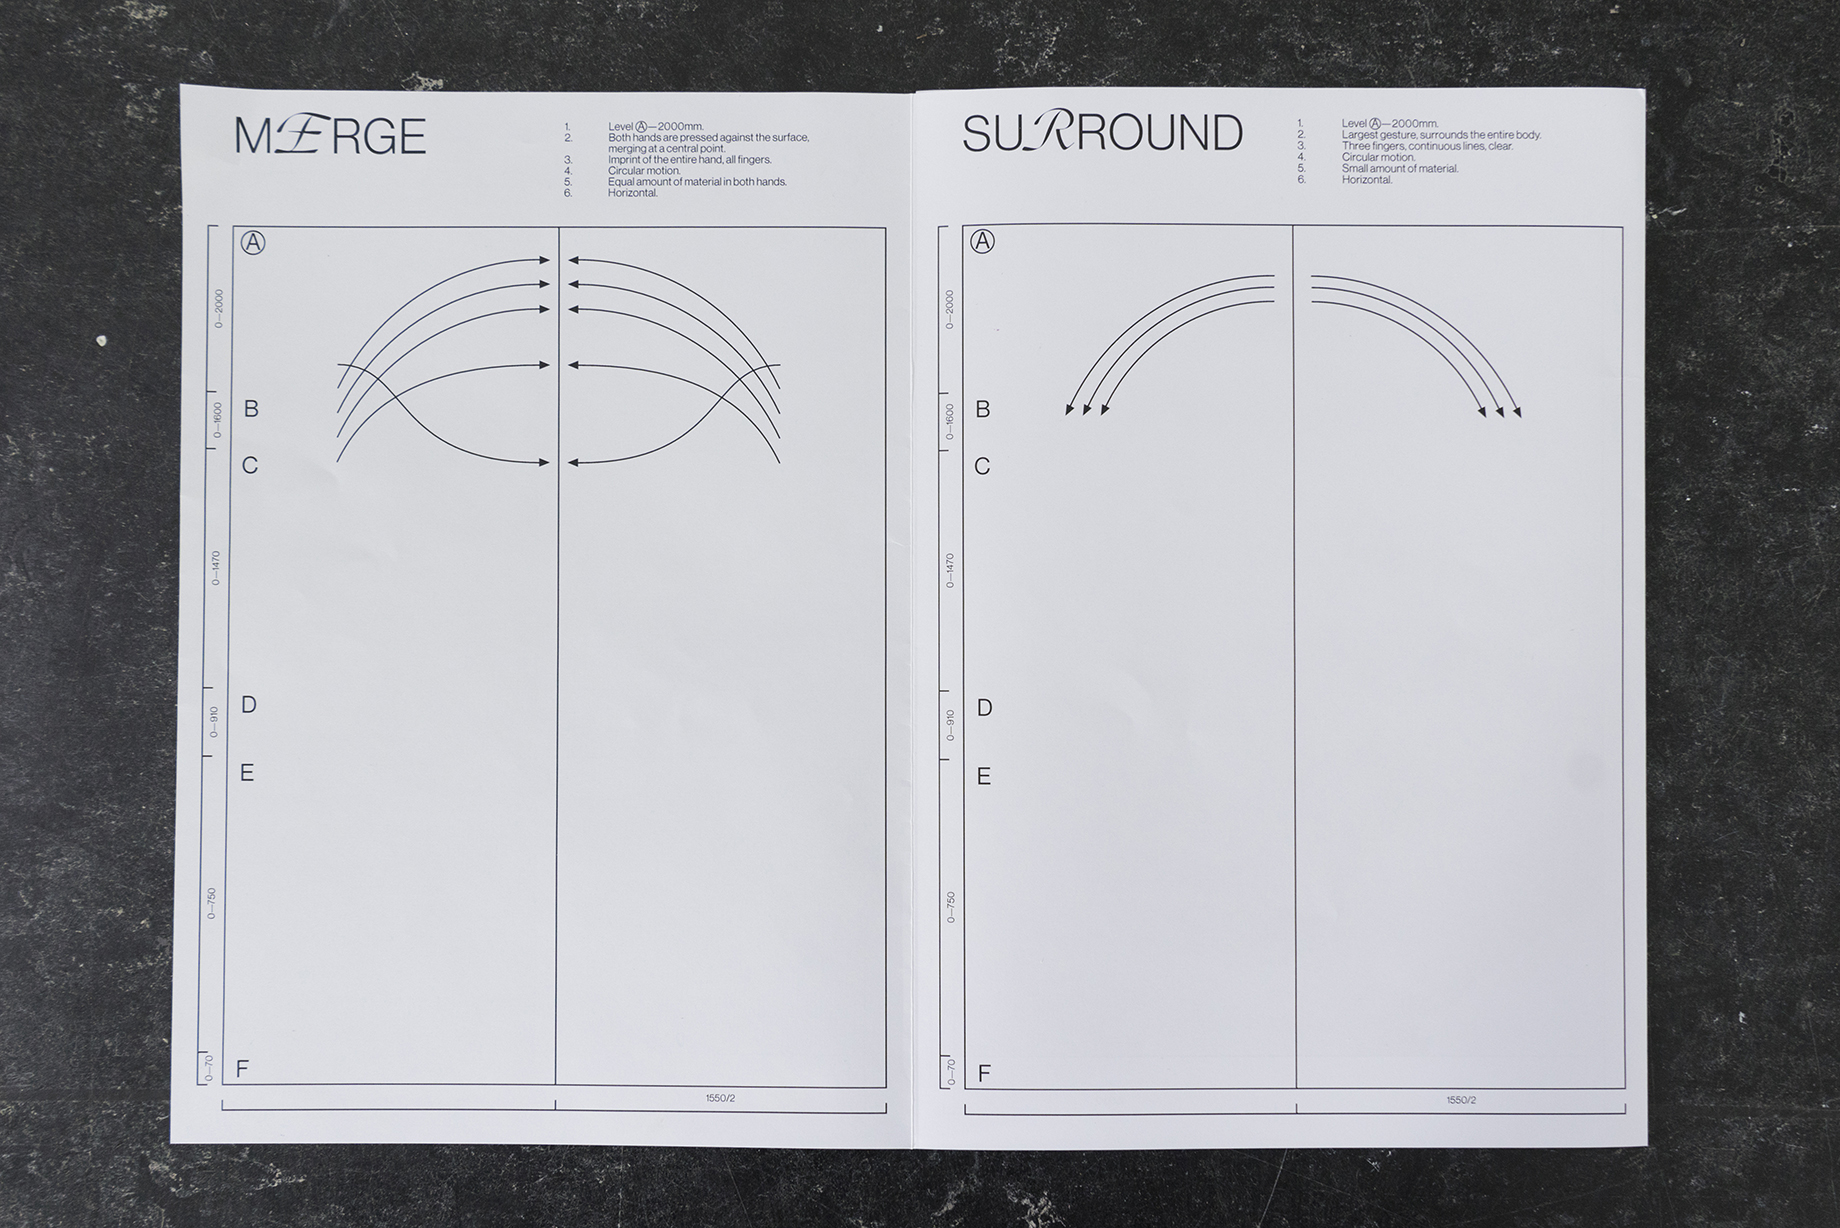 MERGE
1. Level Ⓐ—2000mm.
2. Both hands are pressed against the surface,
merging at a central point.
3. Imprint of the entire hand, all fingers.
4. Circular motion.
5. Equal amount of material in both hands.
6. Horizontal.
Ⓐ
0—2000
B
0—1600
C
0—1470
D
0—910
E
0—750
F
0—70
1550/2
SURROUND
1. Level Ⓐ—2000mm.
2. Largest gesture, surrounds the entire body.
3. Three fingers, continuous lines, clear.
4. Circular motion.
5. Small amount of material.
6. Horizontal.
Ⓐ
0—2000
B
0—1600
C
0—1470
D
0—910
E
0—750
F
0—70
1550/2